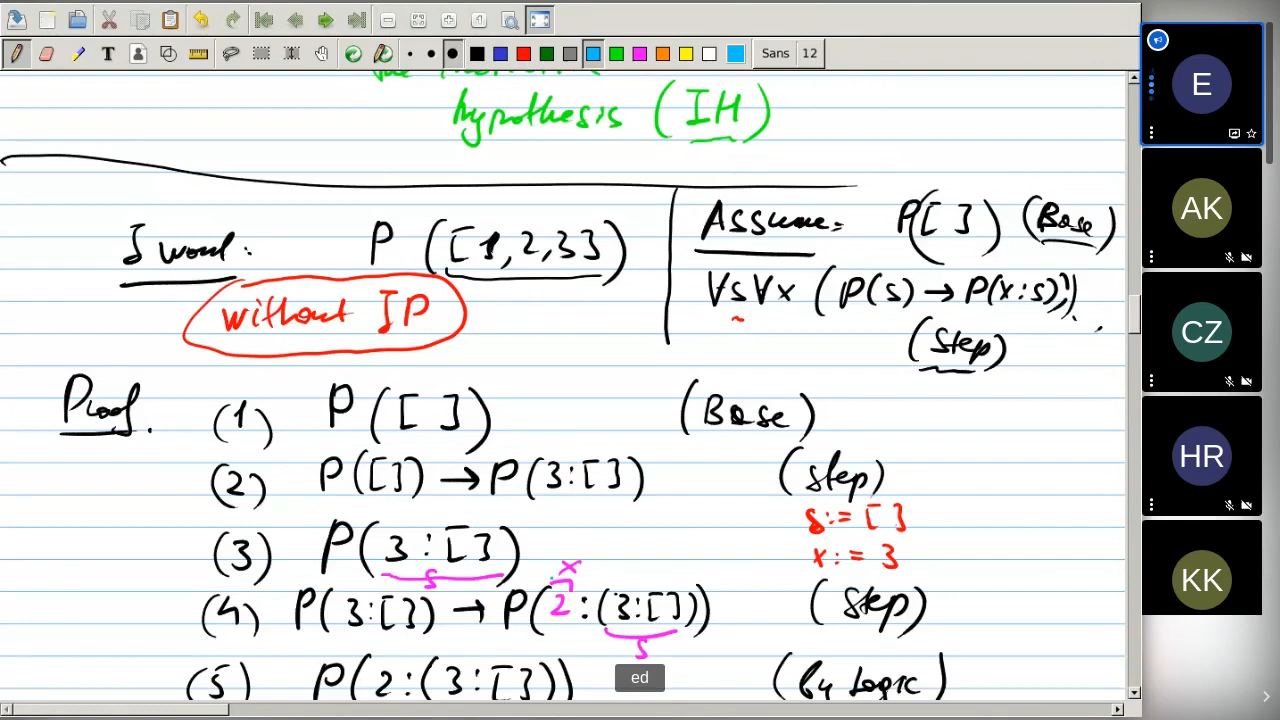 Sans 12
hypothesis (IH)
I want: P([1,2,3])
without IP
Assume: P([]) (Base)
∀s∀x (P(s) → P(x:s))
(Step)
Proof. (1) P([]) (Base)
(2) P([]) → P(3:[]) (Step)
s:= []
x:= 3
(3) P(3:[])
s
x
(4) P(3:[]) → P(2:(3:[])) (Step)
s
(5) P(2:(3:[])) (By Logic)
ed
E
AK
CZ
HR
KK